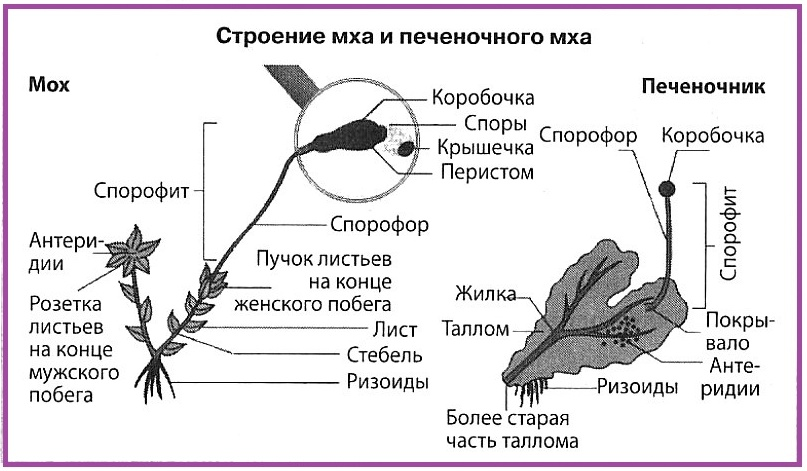 Строение мха и печеночного мха
Мох
Коробочка
Споры
Крышечка
Перистом
Спорофит
Спорофор
Антери-
дии
Розетка
листьев
на конце
мужского
побега
Пучок листьев
на конце
женского побега
Лист
Стебель
Ризоиды
Печеночник
Спорофор
Коробочка
Спорофит
Жилка
Таллом
Покры-
вало
Анте-
ридии
Ризоиды
Более старая
часть таллома